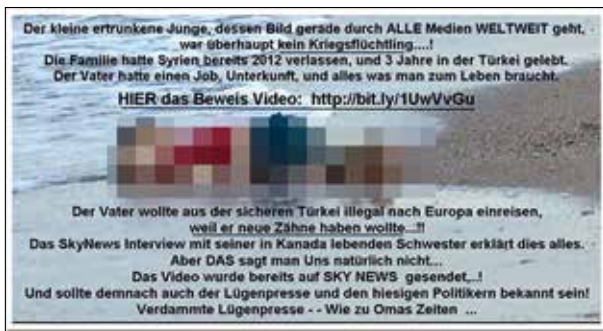 Der kleine ertrunkene Junge, dessen Bild gerade durch ALLE Medien WELTWEIT geht,
war überhaupt kein Kriegsflüchtling....!
Die Familie hatte Syrien bereits 2012 verlassen, und 3 Jahre in der Türkei gelebt.
Der Vater hatte einen Job, Unterkunft, und alles was man zum Leben braucht.
HIER das Beweis Video: http://bit.ly/1UwVvGu
Der Vater wollte aus der sicheren Türkei illegal nach Europa einreisen,
weil er neue Zähne haben wollte...!!
Das SkyNews Interview mit seiner in Kanada lebenden Schwester erklärt dies alles.
Aber DAS sagt man Uns natürlich nicht...
Das Video wurde bereits auf SKY NEWS gesendet,..!
Und sollte demnach auch der Lügenpresse und den hiesigen Politikern bekannt sein!
Verdammte Lügenpresse - - Wie zu Omas Zeiten ...